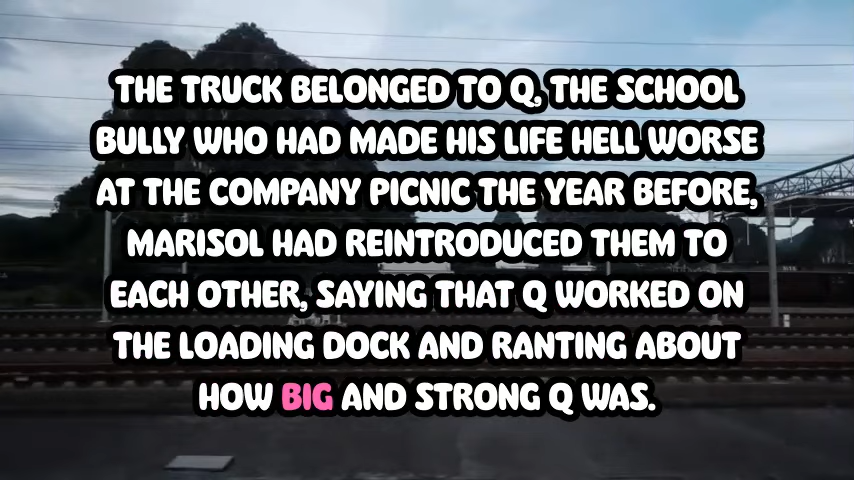 THE TRUCK BELONGED TO Q, THE SCHOOL
BULLY WHO HAD MADE HIS LIFE HELL WORSE
AT THE COMPANY PICNIC THE YEAR BEFORE,
MARISOL HAD REINTRODUCED THEM TO
EACH OTHER, SAYING THAT Q WORKED ON
THE LOADING DOCK AND RANTING ABOUT
HOW BIG AND STRONG Q WAS.